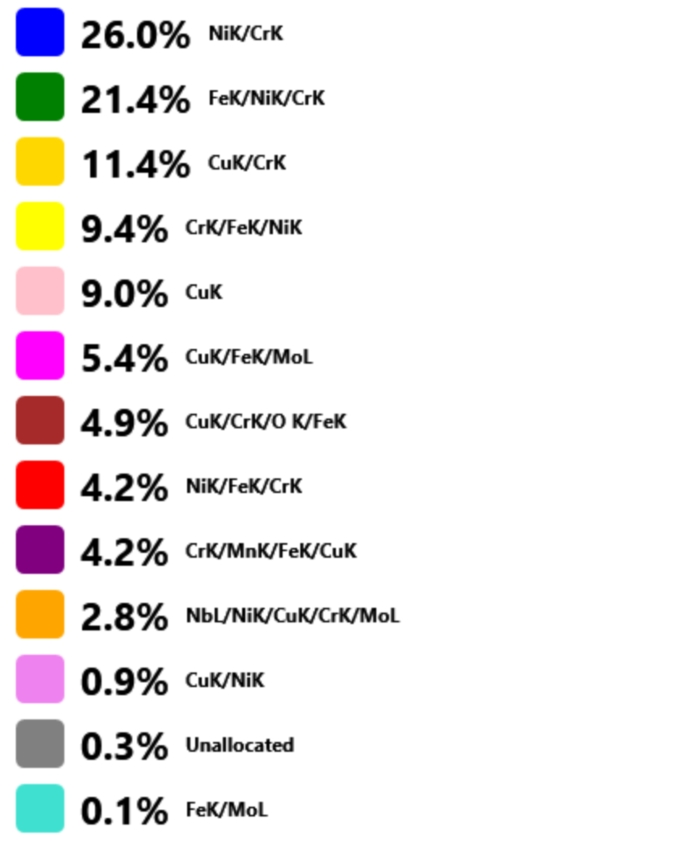 26.0% NiK/CrK
21.4% FeK/NiK/CrK
11.4% CuK/CrK
9.4% CrK/FeK/NiK
9.0% CuK
5.4% CuK/FeK/MoL
4.9% CuK/CrK/O K/FeK
4.2% NiK/FeK/CrK
4.2% CrK/MnK/FeK/CuK
2.8% NbL/NiK/CuK/CrK/MoL
0.9% CuK/NiK
0.3% Unallocated
0.1% FeK/MoL